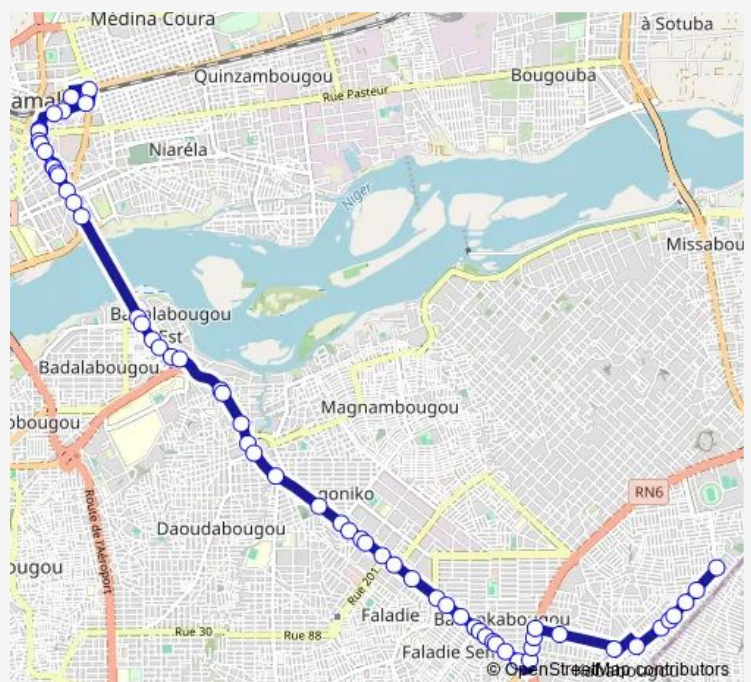 Médina Coura
à Sotuba
Quinzambougou
Bougouba
Rue Pasteur
Niaréla
Niger
Missabou
Est
Badalabougou
Magnambougou
RN6
Daoudabougou
Route de l'Aéroport
Rue 201
Faladie
Rue 30
Rue 88
Faladie
© OpenStreetMap contributors